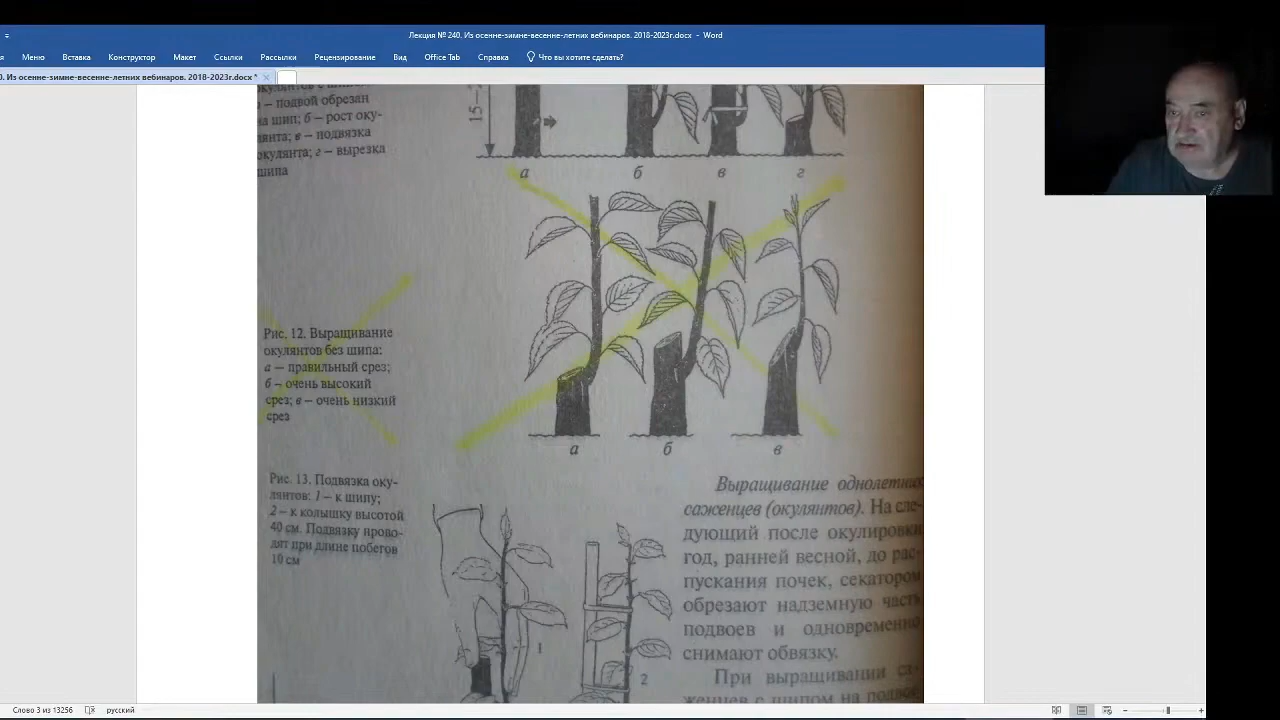 Лекция № 240. Из осенне-зимне-весенне-летних вебинаров. 2018-2023г.docx - Word
я Меню Вставка Конструктор Макет Ссылки Рассылки Рецензирование Вид Office Tab Справка Что вы хотите сделать?
0. Из осенне-зимне-весенне-летних вебинаров. 2018-2023г.docx *
а – подвой обрезан
на шип; б – рост оку-
лянта; в – подвязка
окулянта; г – вырезка
шипа
15–
а б в г
Рис. 12. Выращивание
окулянтов без шипа:
а – правильный срез;
б – очень высокий
срез; в – очень низкий
срез
а б в
Рис. 13. Подвязка оку-
лянтов: 1 – к шипу;
2 – к колышку высотой
40 см. Подвязку прово-
дят при длине побегов
10 см
1
2
Выращивание однолетних
саженцев (окулянтов). На сле-
дующий после окулировки
год, ранней весной, до рас-
пускания почек, секатором
обрезают надземную часть
подвоев и одновременно
снимают обвязку.
При выращивании са-
женцев с шипом на подвое
Слово 3 из 13256 русский